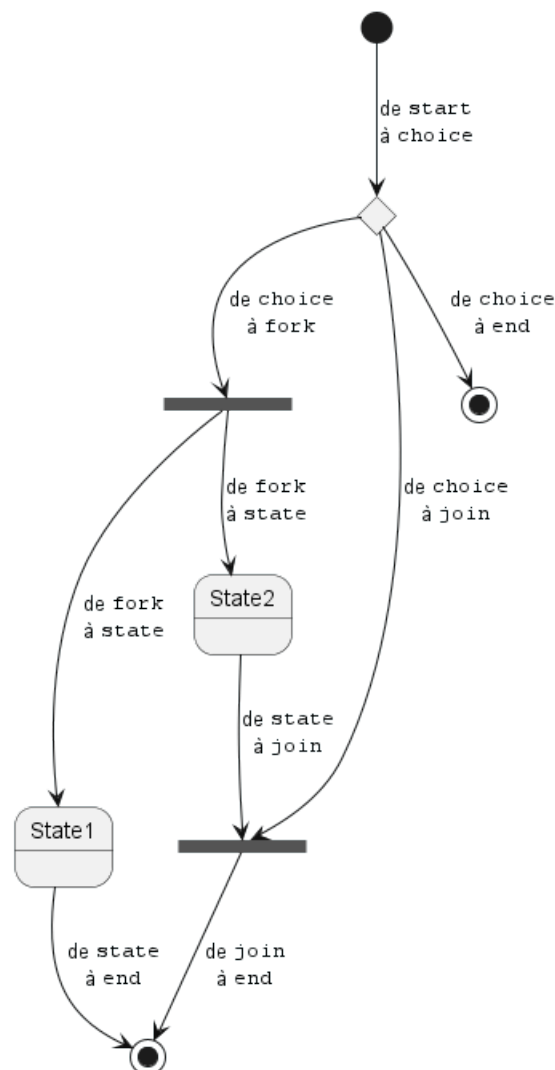 de start
à choice
de choice
à fork
de choice
à end
de fork
à state
de choice
à join
de fork
à state
State2
de state
à join
State1
de state
à end
de join
à end